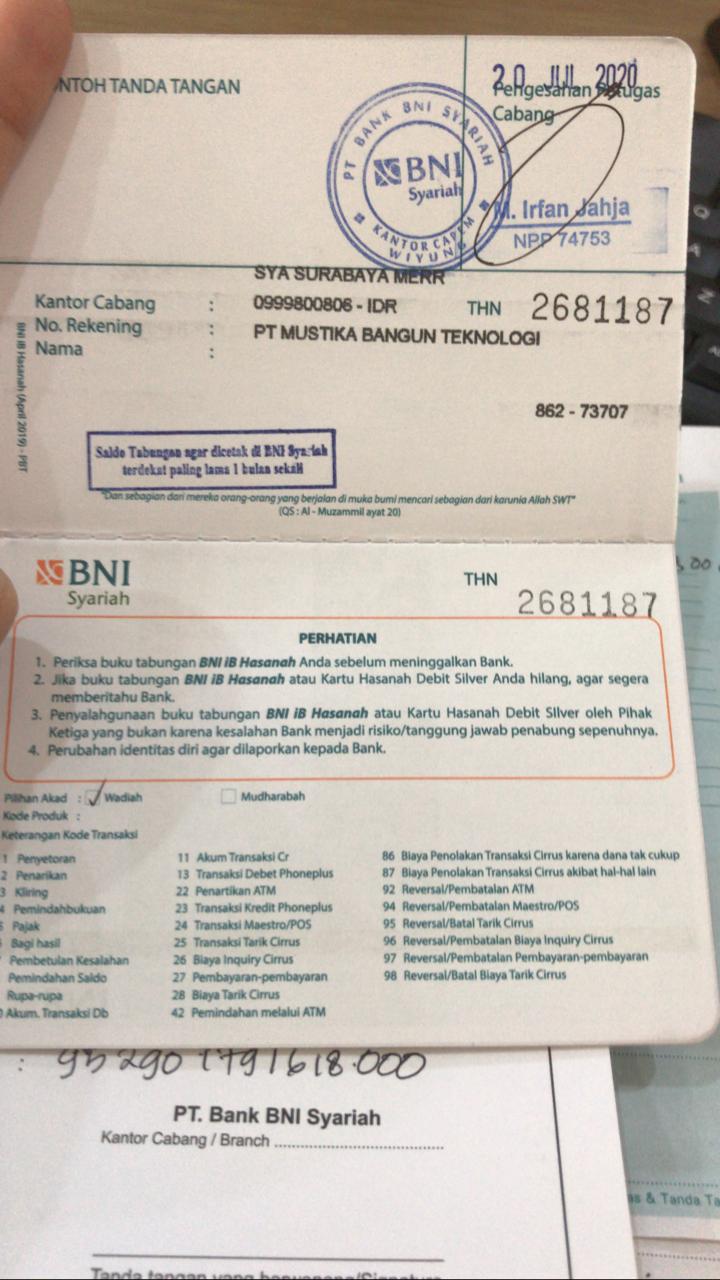 NTOH TANDA TANGAN
20 JUL 2020
Pengesahan Petugas
Cabang
PT BANK BNI SYARIAH
BNI
Syariah
KANTOR CAPEM
WIYUNG
M. Irfan Jahja
NPP 74753
SYA SURABAYA MERR
Kantor Cabang : 0999800806 - IDR THN 2681187
No. Rekening : PT MUSTIKA BANGUN TEKNOLOGI
Nama :
862 - 73707
BNI iB Hasanah (April 2019) - PBT
Saldo Tabungan agar dicetak di BNI Syariah
terdekat paling lama 1 bulan sekali
"Dan sebagian dari mereka orang-orang yang berjalan di muka bumi mencari sebagian dari karunia Allah SWT"
(QS : Al - Muzammil ayat 20)
BNI
Syariah
THN 2681187
PERHATIAN
1. Periksa buku tabungan BNI iB Hasanah Anda sebelum meninggalkan Bank.
2. Jika buku tabungan BNI iB Hasanah atau Kartu Hasanah Debit Silver Anda hilang, agar segera
memberitahu Bank.
3. Penyalahgunaan buku tabungan BNI iB Hasanah atau Kartu Hasanah Debit Silver oleh Pihak
Ketiga yang bukan karena kesalahan Bank menjadi risiko/tanggung jawab penabung sepenuhnya.
4. Perubahan identitas diri agar dilaporkan kepada Bank.
Pilihan Akad : ✓ Wadiah Mudharabah
Kode Produk :
Keterangan Kode Transaksi
1 Penyetoran 11 Akum Transaksi Cr 86 Biaya Penolakan Transaksi Cirrus karena dana tak cukup
2 Penarikan 13 Transaksi Debet Phoneplus 87 Biaya Penolakan Transaksi Cirrus akibat hal-hal lain
3 Kliring 22 Penartikan ATM 92 Reversal/Pembatalan ATM
4 Pemindahbukuan 23 Transaksi Kredit Phoneplus 94 Reversal/Pembatalan Maestro/POS
Pajak 24 Transaksi Maestro/POS 95 Reversal/Batal Tarik Cirrus
Bagi hasil 25 Transaksi Tarik Cirrus 96 Reversal/Pembatalan Biaya Inquiry Cirrus
Pembetulan Kesalahan 26 Biaya Inquiry Cirrus 97 Reversal/Pembatalan Pembayaran-pembayaran
Pemindahan Saldo 27 Pembayaran-pembayaran 98 Reversal/Batal Biaya Tarik Cirrus
Rupa-rupa 28 Biaya Tarik Cirrus
Akum. Transaksi Db 42 Pemindahan melalui ATM
PT. Bank BNI Syariah
Kantor Cabang / Branch
as & Tanda Ta